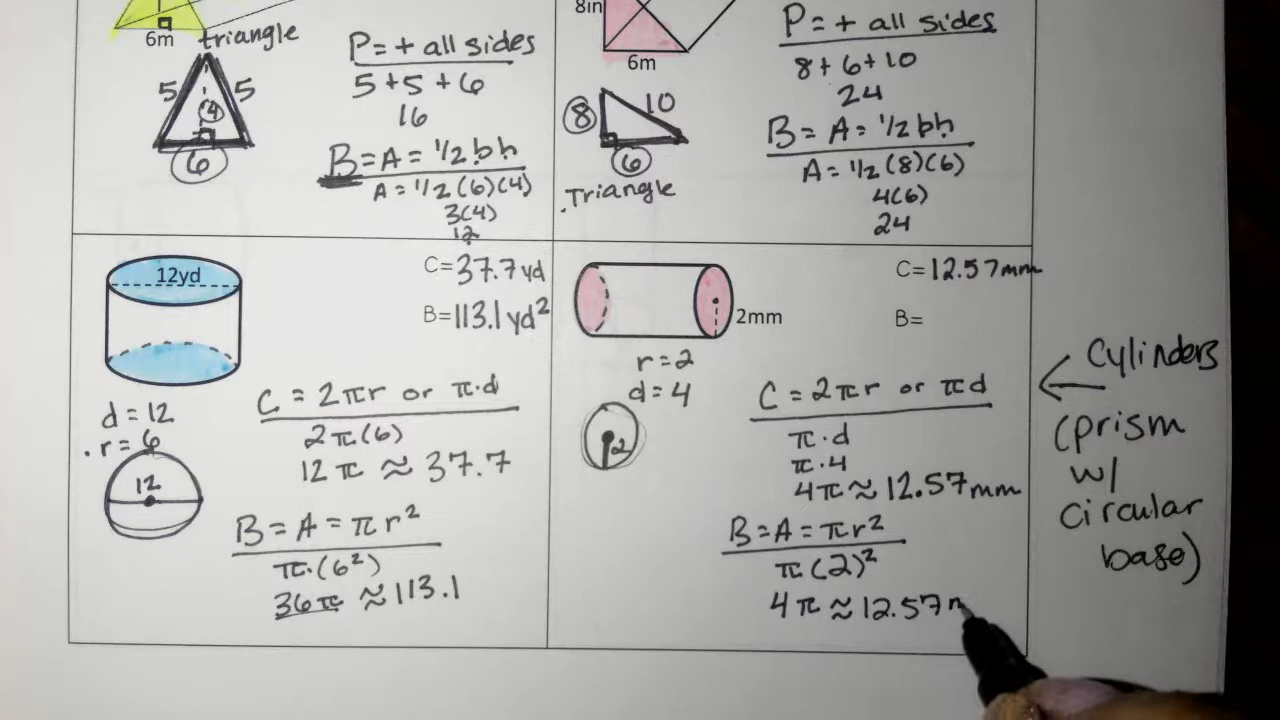 6m
triangle
5
5
4
6
P = + all sides
5 + 5 + 6
16
B = A = 1/2 bh
A = 1/2 (6)(4)
3(4)
12
8in
6m
8
10
6
.Triangle
P = + all sides
8 + 6 + 10
24
B = A = 1/2 bh
A = 1/2 (8)(6)
4(6)
24
12yd
C= 37.7 yd
B= 113.1 yd²
d = 12
. r = 6
12
C = 2πr or π·d
2π(6)
12π ≈ 37.7
B = A = πr²
π·(6²)
36π ≈ 113.1
2mm
C= 12.57mm
B=
r = 2
d = 4
2
C = 2πr or πd
π·d
π·4
4π ≈ 12.57mm
B = A = πr²
π(2)²
4π ≈ 12.57m
← Cylinders
(prism
w/
circular
base)